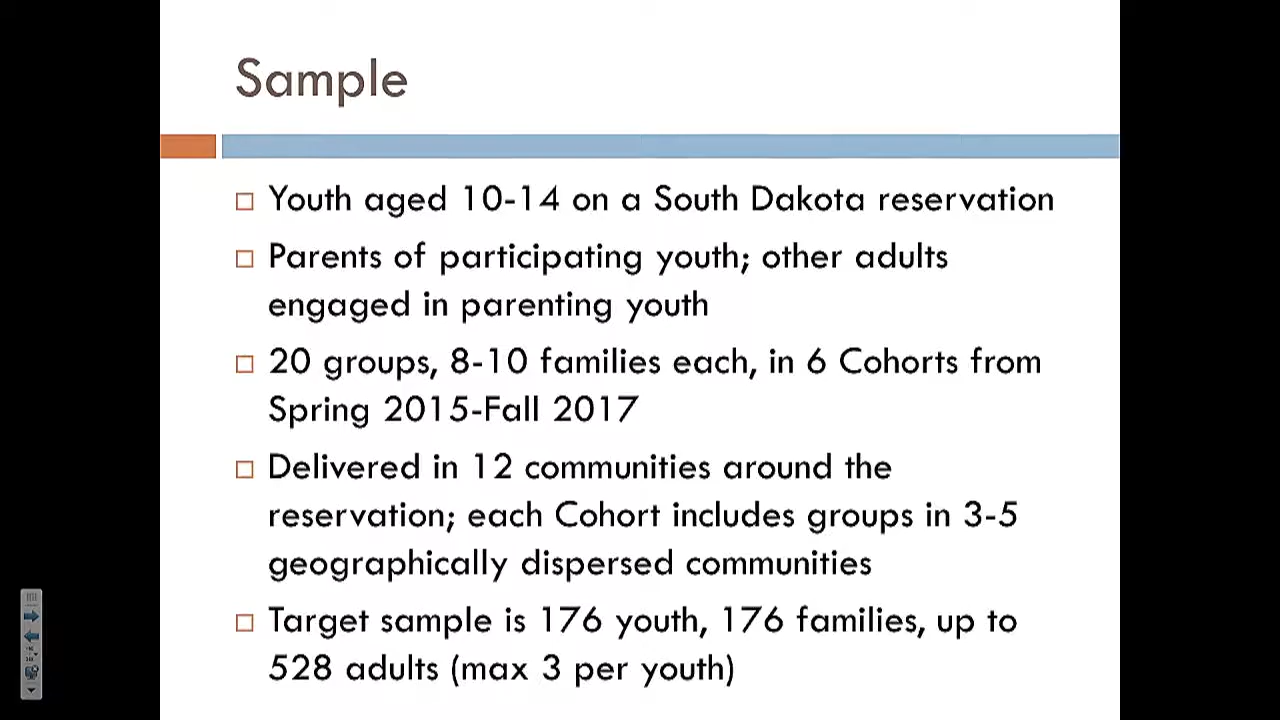 Sample
Youth aged 10-14 on a South Dakota reservation
Parents of participating youth; other adults
engaged in parenting youth
20 groups, 8-10 families each, in 6 Cohorts from
Spring 2015-Fall 2017
Delivered in 12 communities around the
reservation; each Cohort includes groups in 3-5
geographically dispersed communities
Target sample is 176 youth, 176 families, up to
528 adults (max 3 per youth)